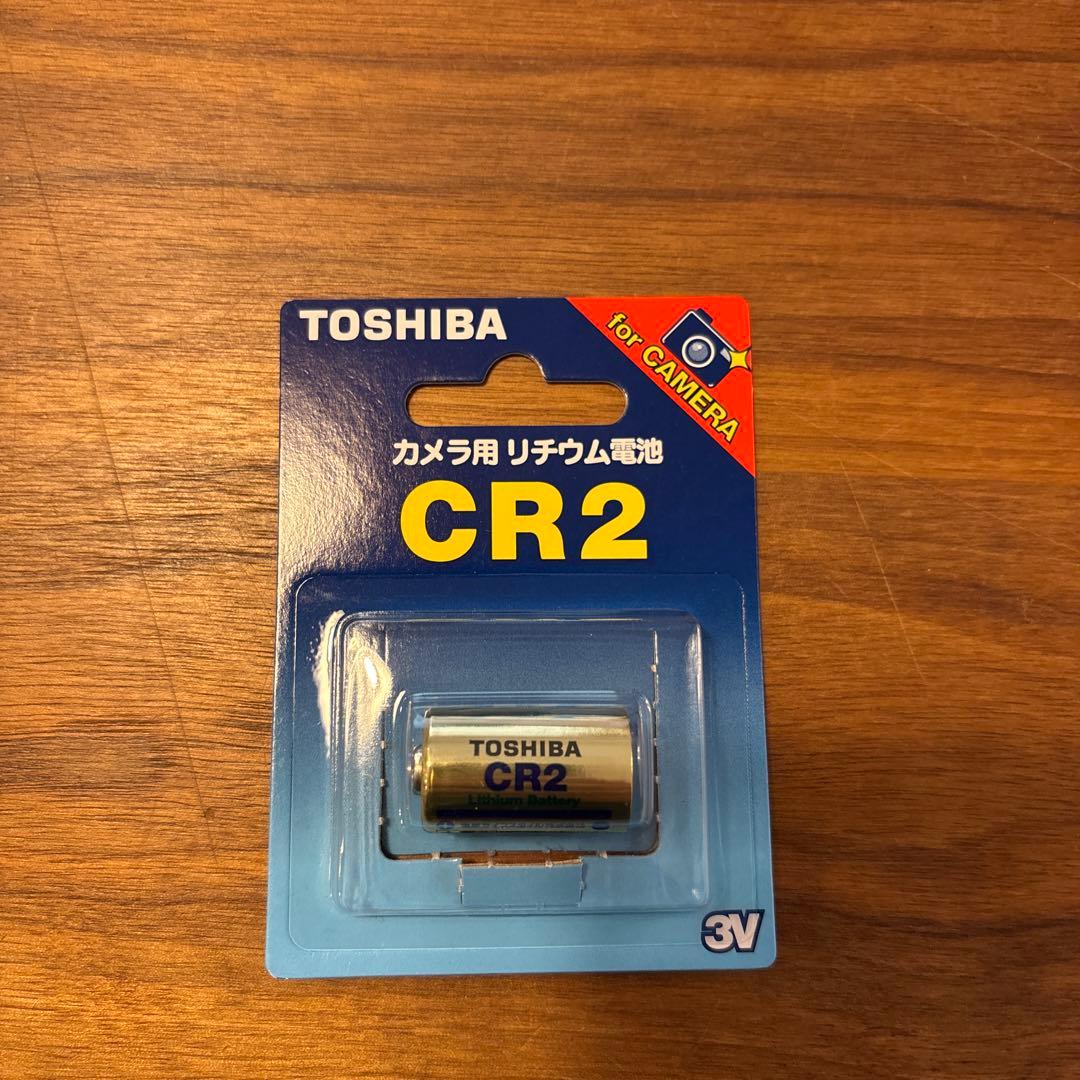 TOSHIBA
for CAMERA
カメラ用 リチウム電池
CR2
TOSHIBA
CR2
Lithium Battery
3V